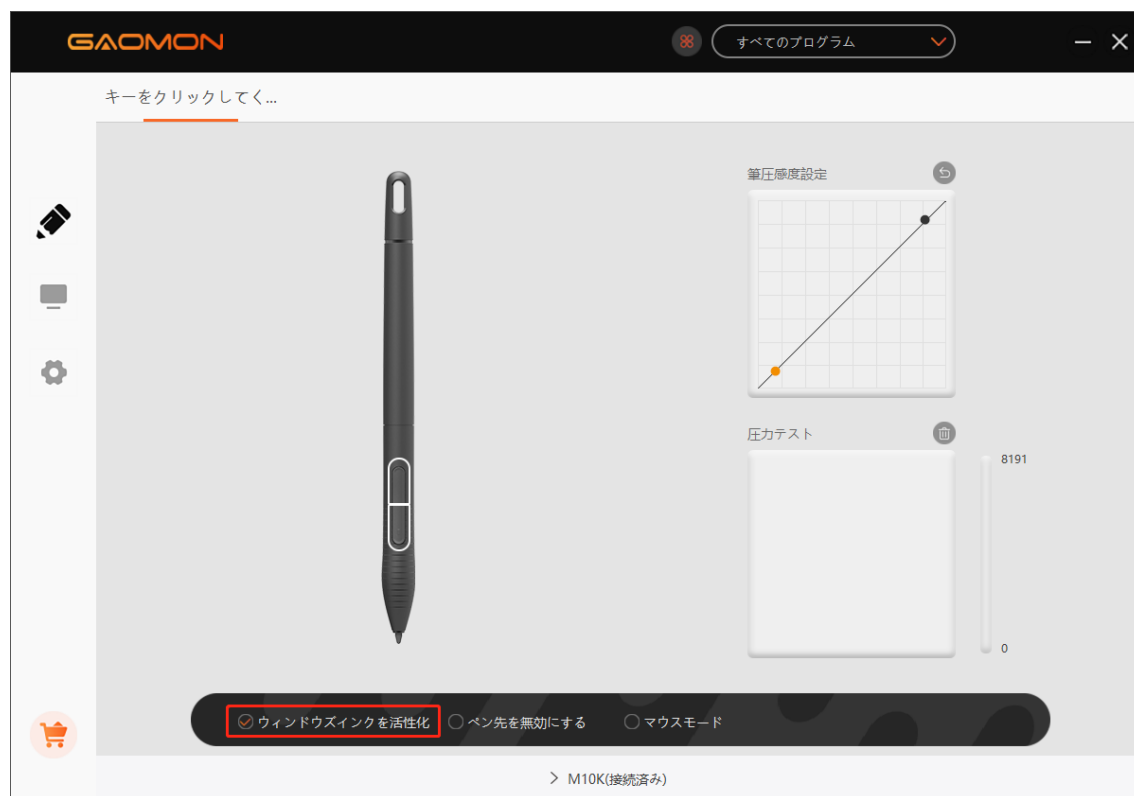 GAOMON
すべてのプログラム
キーをクリックしてく...
筆圧感度設定
圧力テスト
8191
0
ウィンドウズインクを活性化 ペン先を無効にする マウスモード
M10K(接続済み)